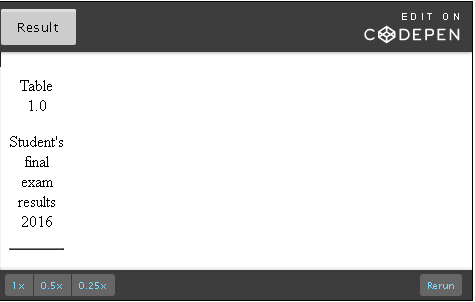 Result
EDIT ON
CODEPEN
Table
1.0
Student's
final
exam
results
2016
1×
0.5×
0.25×
Rerun